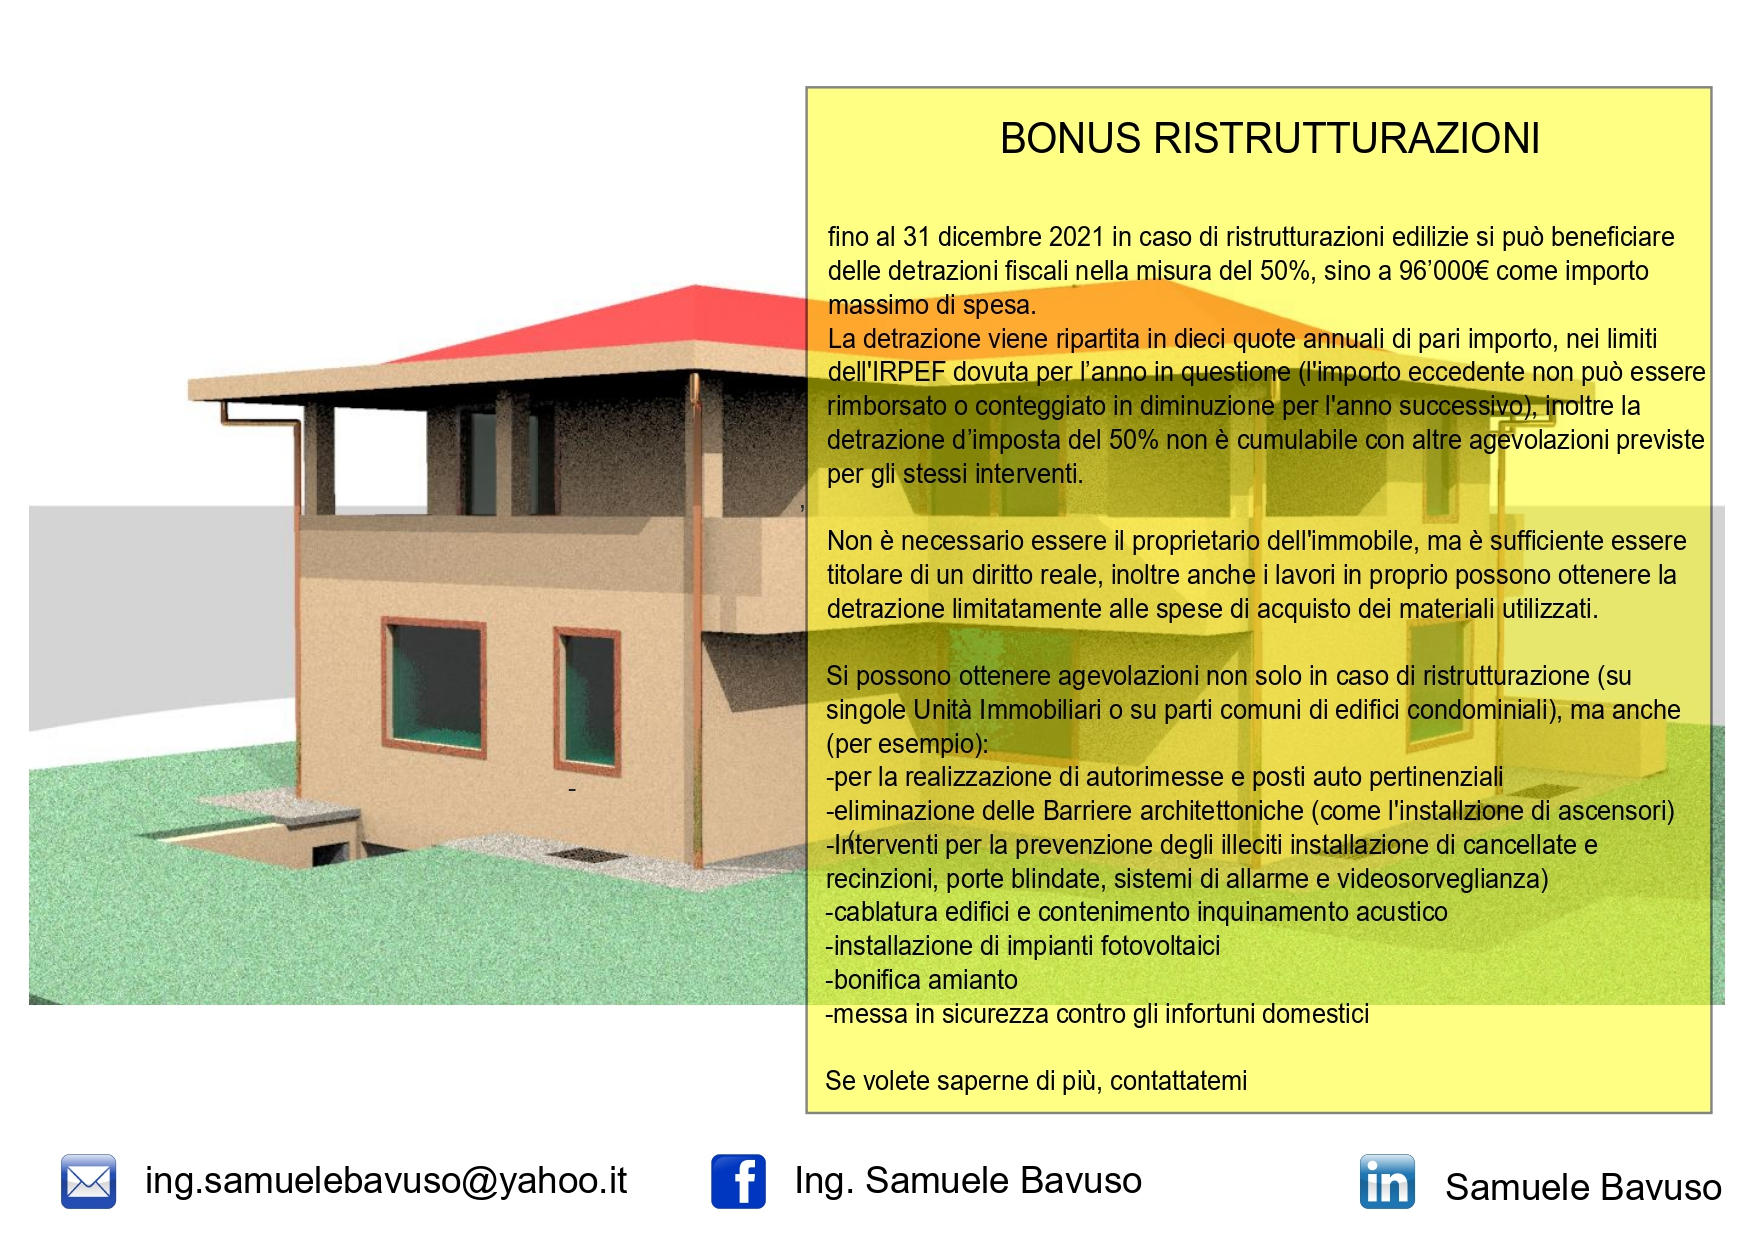 BONUS RISTRUTTURAZIONI
fino al 31 dicembre 2021 in caso di ristrutturazioni edilizie si può beneficiare
delle detrazioni fiscali nella misura del 50%, sino a 96’000€ come importo
massimo di spesa.
La detrazione viene ripartita in dieci quote annuali di pari importo, nei limiti
dell'IRPEF dovuta per l’anno in questione (l'importo eccedente non può essere
rimborsato o conteggiato in diminuzione per l'anno successivo), inoltre la
detrazione d’imposta del 50% non è cumulabile con altre agevolazioni previste
per gli stessi interventi.
,
Non è necessario essere il proprietario dell'immobile, ma è sufficiente essere
titolare di un diritto reale, inoltre anche i lavori in proprio possono ottenere la
detrazione limitatamente alle spese di acquisto dei materiali utilizzati.
Si possono ottenere agevolazioni non solo in caso di ristrutturazione (su
singole Unità Immobiliari o su parti comuni di edifici condominiali), ma anche
(per esempio):
-per la realizzazione di autorimesse e posti auto pertinenziali
-
-eliminazione delle Barriere architettoniche (come l'installzione di ascensori)
(
-Interventi per la prevenzione degli illeciti installazione di cancellate e
recinzioni, porte blindate, sistemi di allarme e videosorveglianza)
-cablatura edifici e contenimento inquinamento acustico
-installazione di impianti fotovoltaici
-bonifica amianto
-messa in sicurezza contro gli infortuni domestici
Se volete saperne di più, contattatemi
ing.samuelebavuso@yahoo.it
f Ing. Samuele Bavuso
in Samuele Bavuso